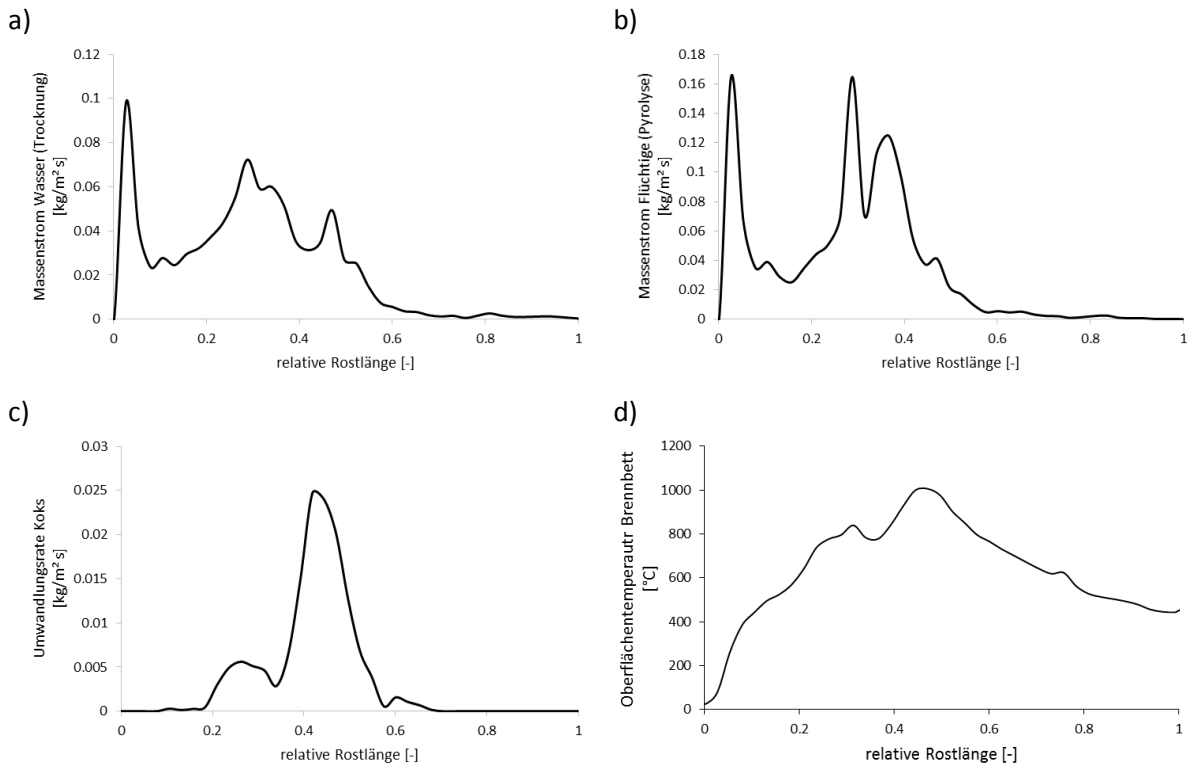 a)
Massenstrom Wasser (Trocknung)
[kg/m² s]
0.12
0.1
0.08
0.06
0.04
0.02
0
0 0.2 0.4 0.6 0.8 1
relative Rostlänge [-]
b)
Massenstrom Flüchtige (Pyrolyse)
[kg/m² s]
0.18
0.16
0.14
0.12
0.1
0.08
0.06
0.04
0.02
0
0 0.2 0.4 0.6 0.8 1
relative Rostlänge [-]
c)
Umwandlungsrate Koks
[kg/m² s]
0.03
0.025
0.02
0.015
0.01
0.005
0
0 0.2 0.4 0.6 0.8 1
relative Rostlänge [-]
d)
Oberflächentemperautr Brennbett
[°C]
1200
1000
800
600
400
200
0
0 0.2 0.4 0.6 0.8 1
relative Rostlänge [-]